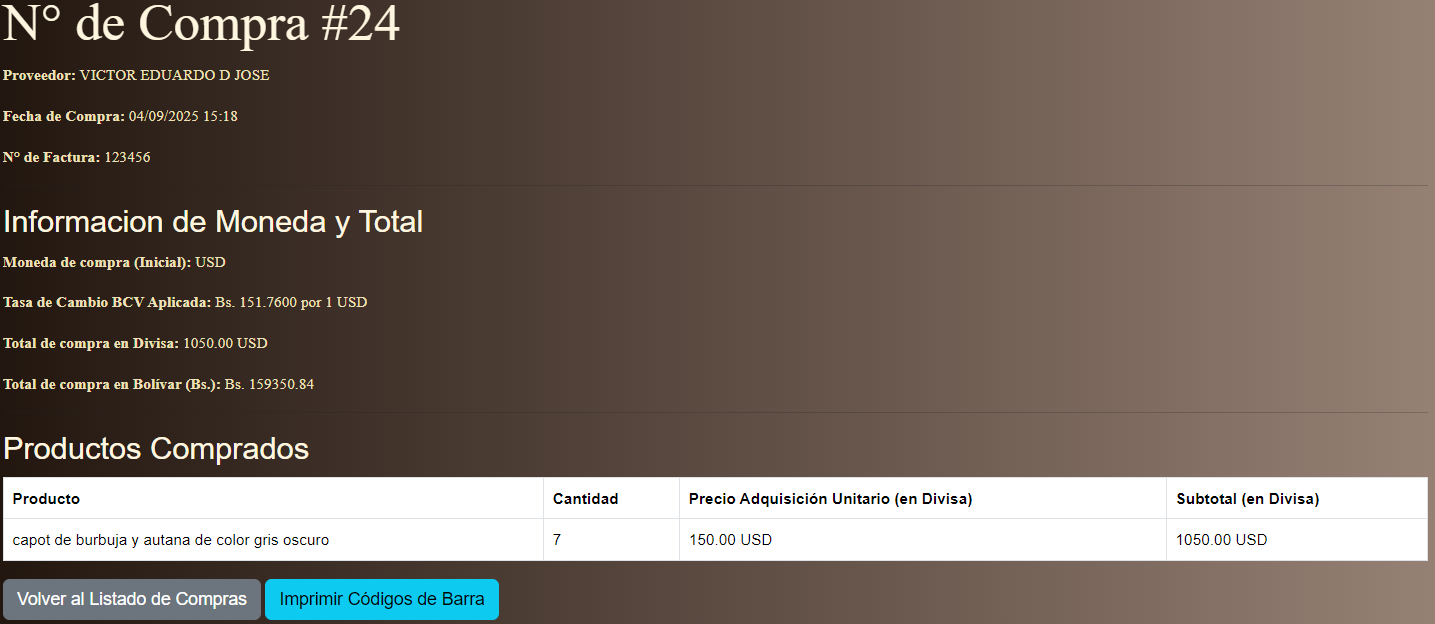 N° de Compra #24
Proveedor: VICTOR EDUARDO D JOSE
Fecha de Compra: 04/09/2025 15:18
N° de Factura: 123456
Informacion de Moneda y Total
Moneda de compra (Inicial): USD
Tasa de Cambio BCV Aplicada: Bs. 151.7600 por 1 USD
Total de compra en Divisa: 1050.00 USD
Total de compra en Bolívar (Bs.): Bs. 159350.84
Productos Comprados
Producto Cantidad Precio Adquisición Unitario (en Divisa) Subtotal (en Divisa)
capot de burbuja y autana de color gris oscuro 7 150.00 USD 1050.00 USD
Volver al Listado de Compras Imprimir Códigos de Barra